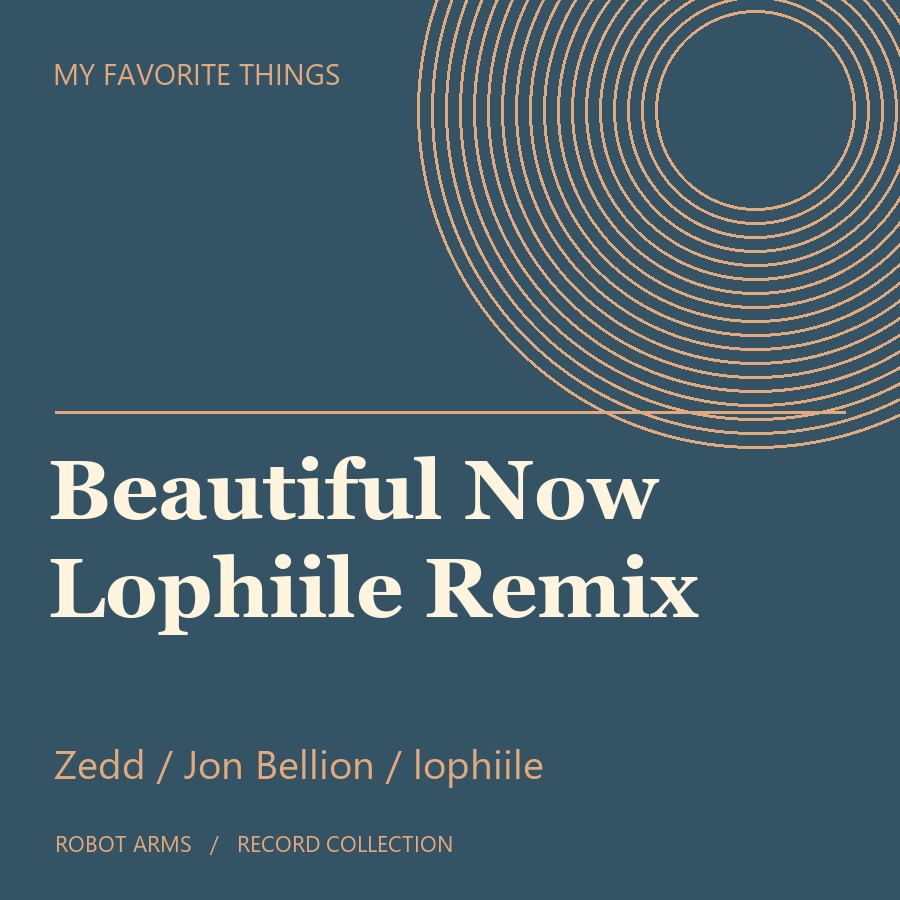 MY FAVORITE THINGS
Beautiful Now
Lophiile Remix
Zedd / Jon Bellion / lophiile
ROBOT ARMS / RECORD COLLECTION